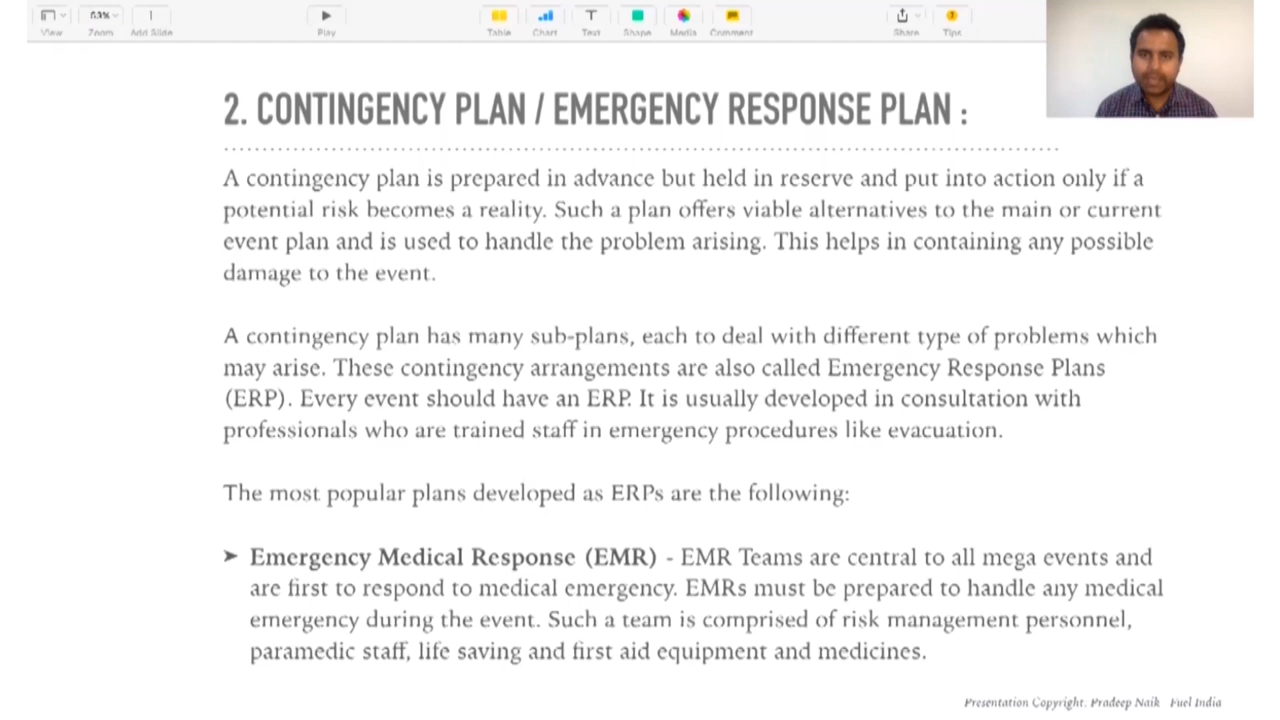 View
Zoom
Add Slide
Play
Table
Chart
Text
Shape
Media
Comment
Share
Tips
2. CONTINGENCY PLAN / EMERGENCY RESPONSE PLAN :
A contingency plan is prepared in advance but held in reserve and put into action only if a
potential risk becomes a reality. Such a plan offers viable alternatives to the main or current
event plan and is used to handle the problem arising. This helps in containing any possible
damage to the event.
A contingency plan has many sub-plans, each to deal with different type of problems which
may arise. These contingency arrangements are also called Emergency Response Plans
(ERP). Every event should have an ERP. It is usually developed in consultation with
professionals who are trained staff in emergency procedures like evacuation.
The most popular plans developed as ERPs are the following:
➤ Emergency Medical Response (EMR) - EMR Teams are central to all mega events and
are first to respond to medical emergency. EMRs must be prepared to handle any medical
emergency during the event. Such a team is comprised of risk management personnel,
paramedic staff, life saving and first aid equipment and medicines.
Presentation Copyright. Pradeep Naik Fuel India